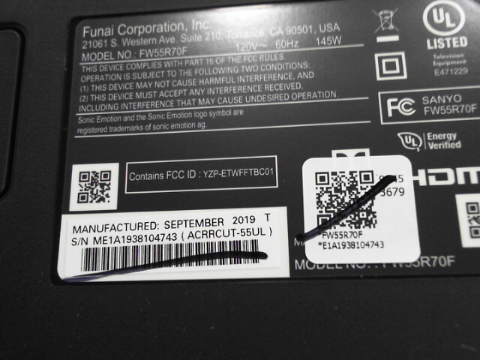 Funai Corporation, Inc.
21061 S. Western Ave. Suite 210, Torrance, CA 90501, USA
MODEL NO.: FW55R70F 120V~ 60Hz 145W
THIS DEVICE COMPLIES WITH PART 15 OF THE FCC RULES.
OPERATION IS SUBJECT TO THE FOLLOWING TWO CONDITIONS:
(1) THIS DEVICE MAY NOT CAUSE HARMFUL INTERFERENCE, AND
(2) THIS DEVICE MUST ACCEPT ANY INTERFERENCE RECEIVED,
INCLUDING INTERFERENCE THAT MAY CAUSE UNDESIRED OPERATION.
Sonic Emotion and the Sonic Emotion logo symbol are
registered trademarks of sonic emotion ag.
UL
LISTED
Television
Equipment
E471229
FC SANYO
FW55R70F
UL Energy
Verified
HDMI
Contains FCC ID : YZP-ETWFFTBC01
MANUFACTURED: SEPTEMBER 2019 T
S/N ME1A1938104743 ( ACRRCUT-55UL )
3679
FW55R70F
*E1A1938104743
MODEL NO.: FW55R70F